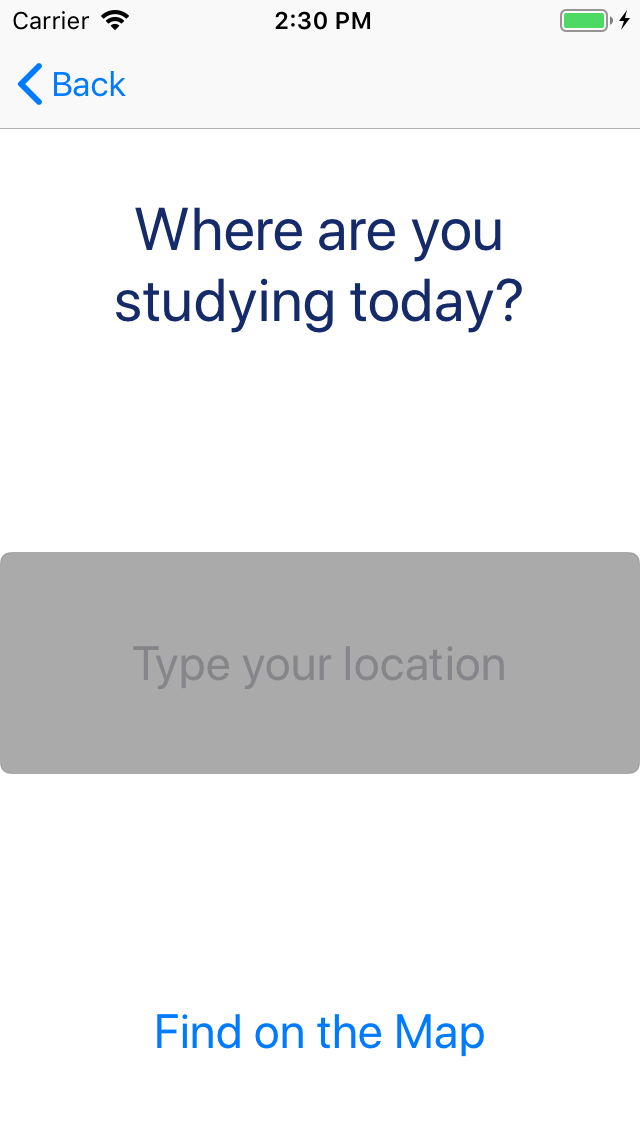 Carrier 2:30 PM
Back
Where are you
studying today?
Type your location
Find on the Map